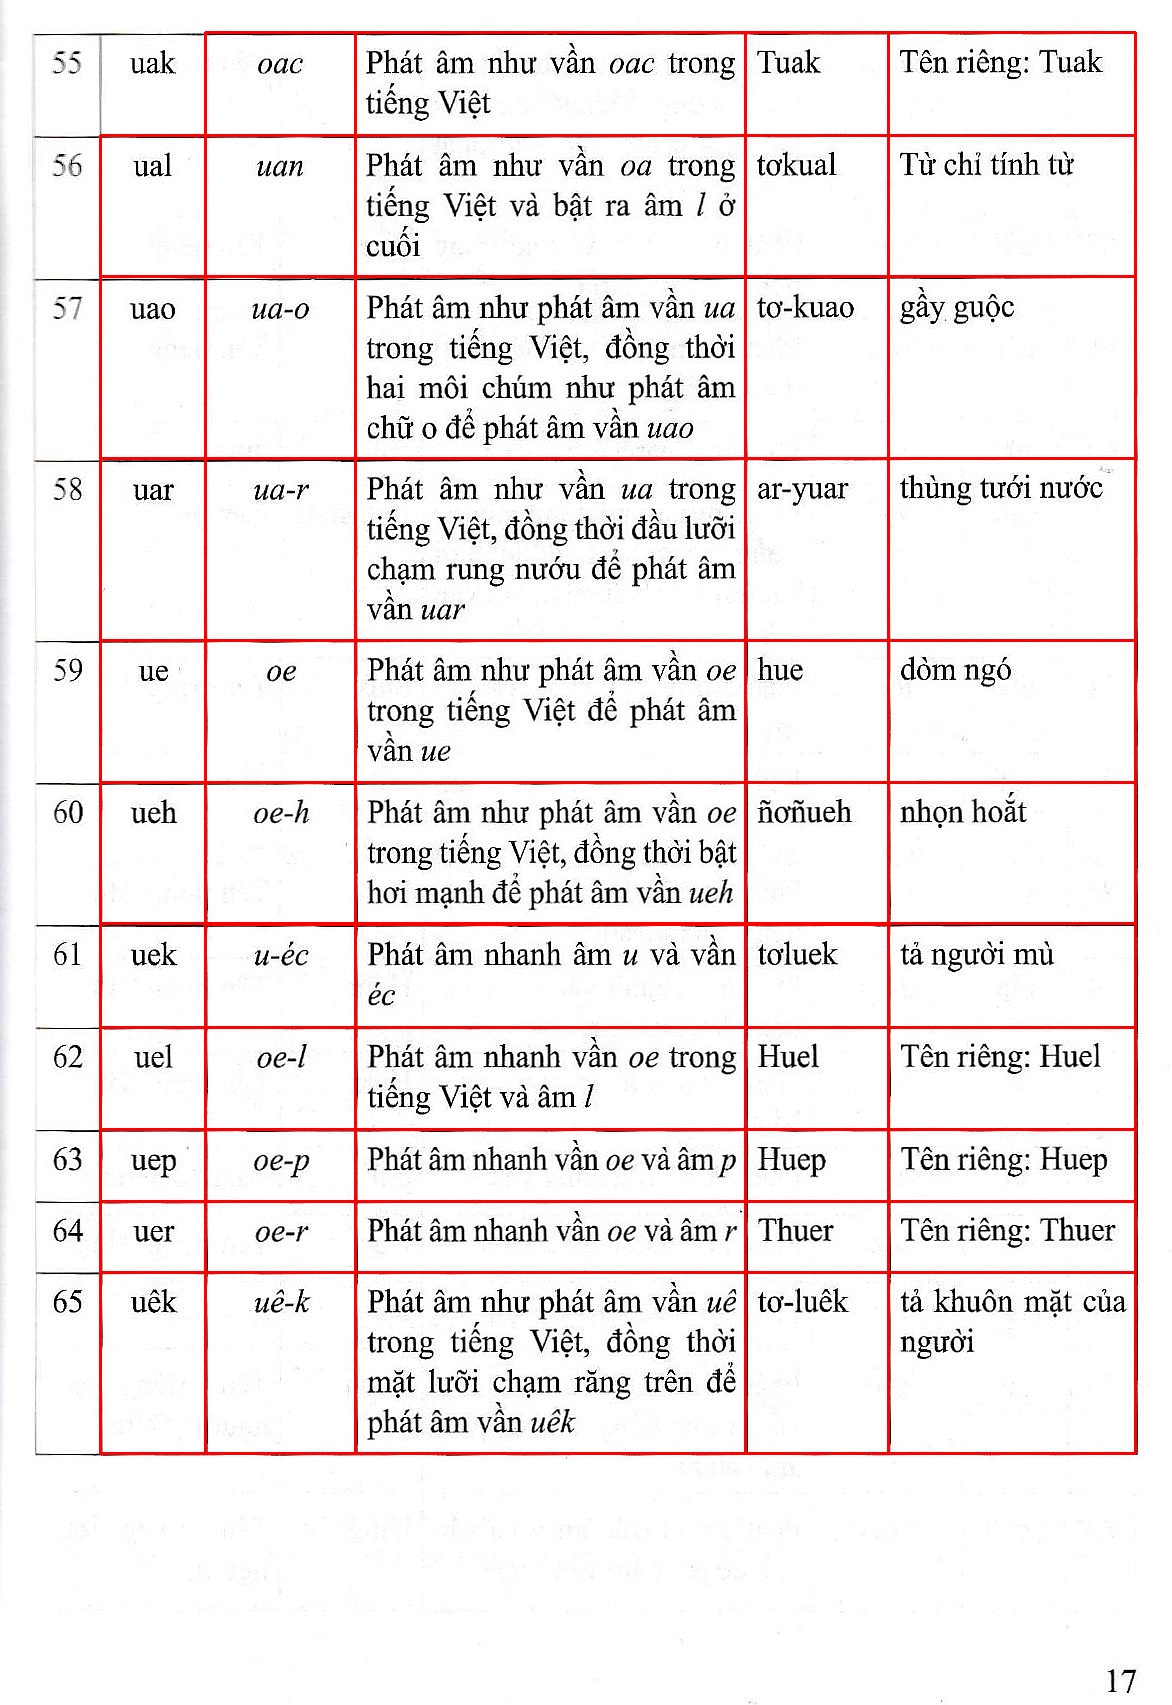 55 uak oac Phát âm như vần oac trong Tuak Tên riêng: Tuak
tiếng Việt
56 ual uan Phát âm như vần oa trong tơkual Từ chỉ tính từ
tiếng Việt và bật ra âm l ở
cuối
57 uao ua-o Phát âm như phát âm vần ua tơ-kuao gầy guộc
trong tiếng Việt, đồng thời
hai môi chúm như phát âm
chữ o để phát âm vần uao
58 uar ua-r Phát âm như vần ua trong ar-yuar thùng tưới nước
tiếng Việt, đồng thời đầu lưỡi
chạm rung nướu để phát âm
vần uar
59 ue oe Phát âm như phát âm vần oe hue dòm ngó
trong tiếng Việt để phát âm
vần ue
60 ueh oe-h Phát âm như phát âm vần oe ñơñueh nhọn hoắt
trong tiếng Việt, đồng thời bật
hơi mạnh để phát âm vần ueh
61 uek u-éc Phát âm nhanh âm u và vần tơluek tả người mù
éc
62 uel oe-l Phát âm nhanh vần oe trong Huel Tên riêng: Huel
tiếng Việt và âm l
63 uep oe-p Phát âm nhanh vần oe và âm p Huep Tên riêng: Huep
64 uer oe-r Phát âm nhanh vần oe và âm r Thuer Tên riêng: Thuer
65 uêk uê-k Phát âm như phát âm vần uê tơ-luêk tả khuôn mặt của
trong tiếng Việt, đồng thời người
mặt lưỡi chạm răng trên để
phát âm vần uêk
17